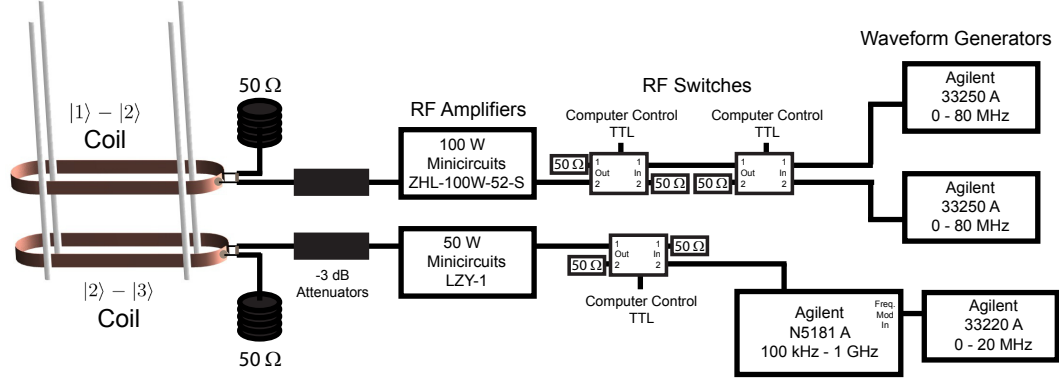 Waveform Generators
Agilent
33250 A
0 - 80 MHz
RF Switches
Computer Control
TTL
Computer Control
TTL
50 Ω
RF Amplifiers
|1⟩ − |2⟩
Coil
100 W
Minicircuits
ZHL-100W-52-S
50 Ω
1
Out
2
1
In
2
50 Ω
50 Ω
1
Out
2
1
In
2
Agilent
33250 A
0 - 80 MHz
50 W
Minicircuits
LZY-1
1
Out
2
1
In
2
50 Ω
50 Ω
-3 dB
Attenuators
|2⟩ − |3⟩
Coil
50 Ω
Computer Control
TTL
Agilent
N5181 A
100 kHz - 1 GHz
Freq.
Mod
In
Agilent
33220 A
0 - 20 MHz